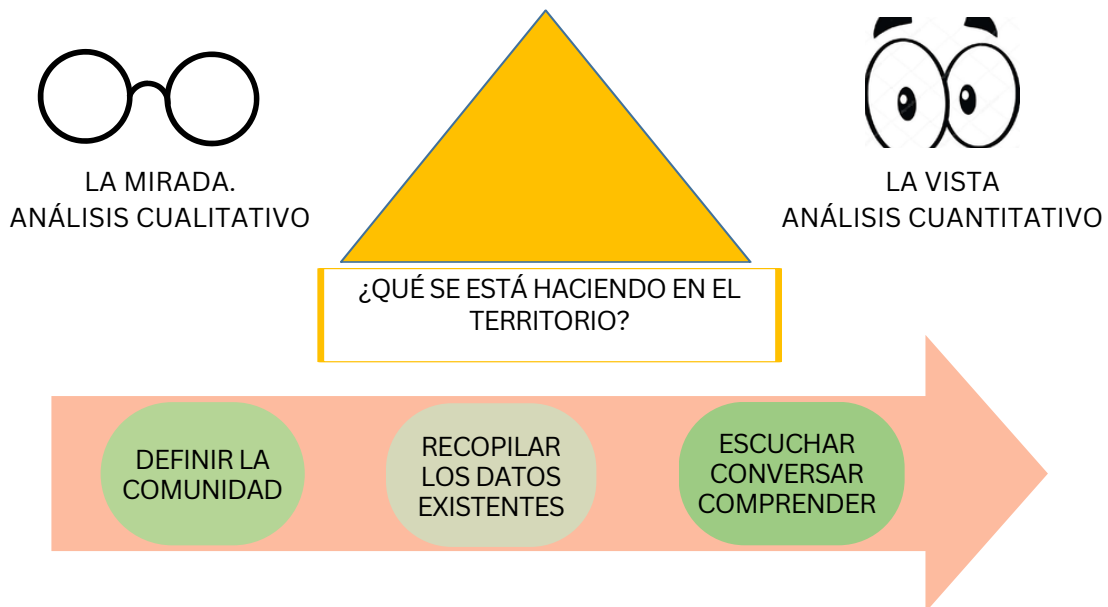 LA MIRADA.
ANÁLISIS CUALITATIVO
LA VISTA
ANÁLISIS CUANTITATIVO
¿QUÉ SE ESTÁ HACIENDO EN EL
TERRITORIO?
DEFINIR LA
COMUNIDAD
RECOPILAR
LOS DATOS
EXISTENTES
ESCUCHAR
CONVERSAR
COMPRENDER